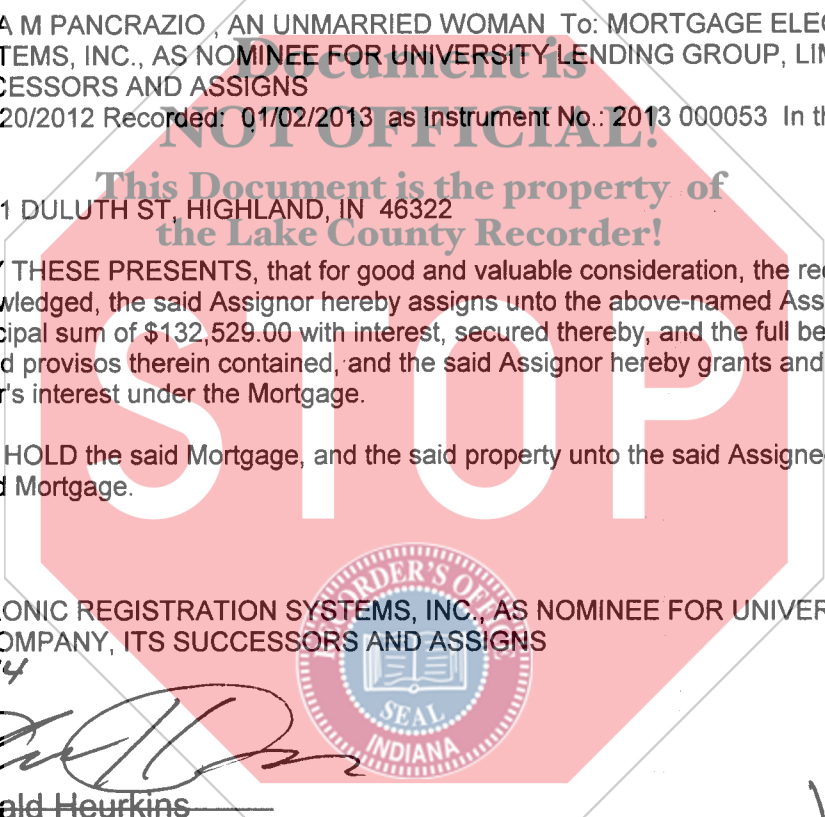 A M PANCRAZIO , AN UNMARRIED WOMAN To: MORTGAGE ELEC
TEMS, INC., AS NOMINEE FOR UNIVERSITY LENDING GROUP, LIM
Document is
CESSORS AND ASSIGNS
20/2012 Recorded: 01/02/2013 as Instrument No.: 2013 000053 In th
NOT OFFICIAL!
This Document is the property of
1 DULUTH ST, HIGHLAND, IN 46322
the Lake County Recorder!
THESE PRESENTS, that for good and valuable consideration, the rec
wledged, the said Assignor hereby assigns unto the above-named Ass
cipal sum of $132,529.00 with interest, secured thereby, and the full be
d provisos therein contained, and the said Assignor hereby grants and
r's interest under the Mortgage.
STOP
HOLD the said Mortgage, and the said property unto the said Assigne
d Mortgage.
RECORDER'S OFFICE
ONIC REGISTRATION SYSTEMS, INC., AS NOMINEE FOR UNIVER
OMPANY, ITS SUCCESSORS AND ASSIGNS
4
SEAL
INDIANA
ald Heurkins